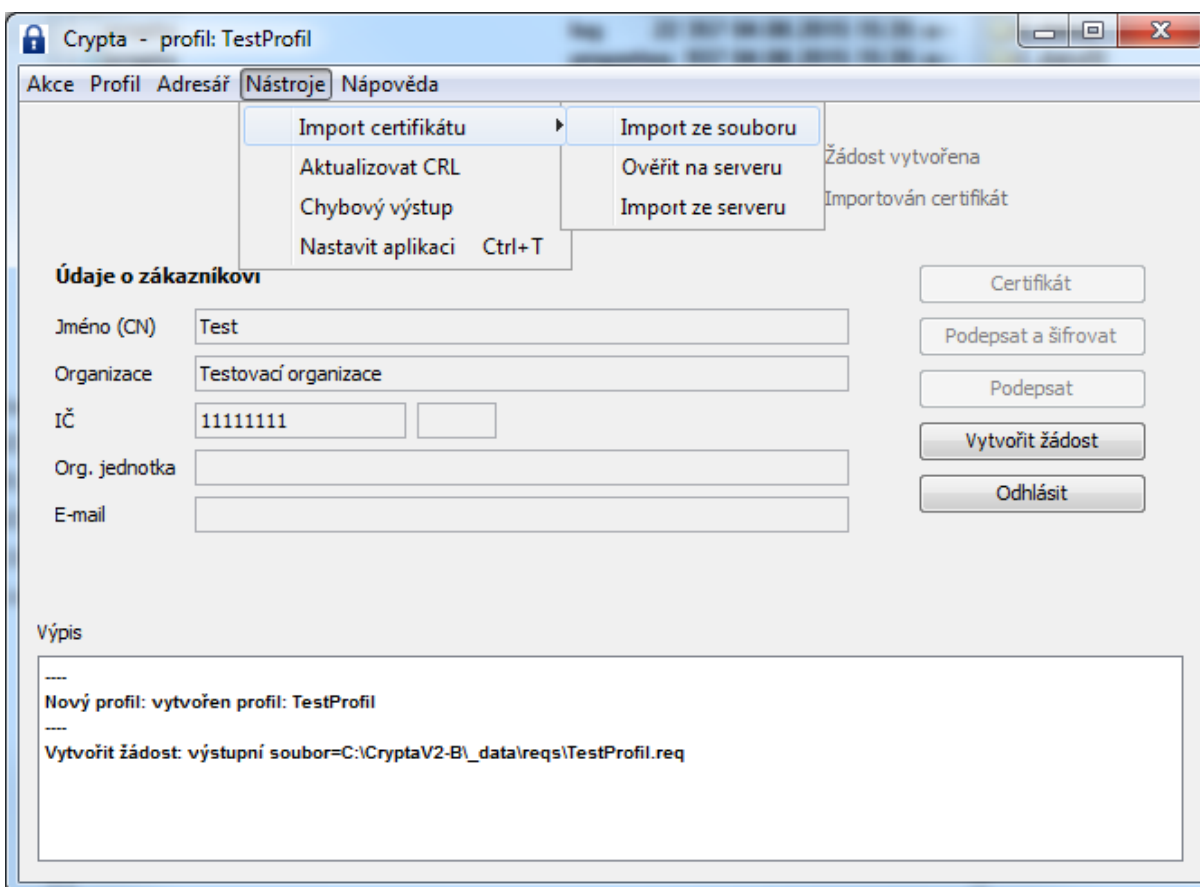 Crypta - profil: TestProfil
Akce Profil Adresář Nástroje Nápověda
Import certifikátu
Aktualizovat CRL
Chybový výstup
Nastavit aplikaci Ctrl+T
Import ze souboru
Ověřit na serveru
Import ze serveru
Žádost vytvořena
Importován certifikát
Údaje o zákazníkovi
Jméno (CN) Test
Organizace Testovací organizace
IČ 11111111
Org. jednotka
E-mail
Certifikát
Podepsat a šifrovat
Podepsat
Vytvořit žádost
Odhlásit
Výpis
----
Nový profil: vytvořen profil: TestProfil
----
Vytvořit žádost: výstupní soubor=C:\CryptaV2-B\_data\reqs\TestProfil.req